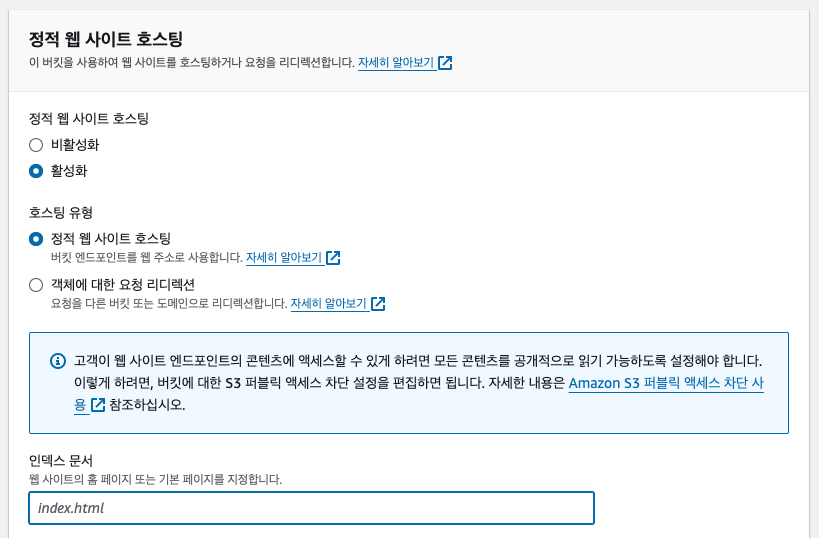 정적 웹 사이트 호스팅
이 버킷을 사용하여 웹 사이트를 호스팅하거나 요청을 리디렉션합니다. 자세히 알아보기
정적 웹 사이트 호스팅
비활성화
활성화
호스팅 유형
정적 웹 사이트 호스팅
버킷 엔드포인트를 웹 주소로 사용합니다. 자세히 알아보기
객체에 대한 요청 리디렉션
요청을 다른 버킷 또는 도메인으로 리디렉션합니다. 자세히 알아보기
고객이 웹 사이트 엔드포인트의 콘텐츠에 액세스할 수 있게 하려면 모든 콘텐츠를 공개적으로 읽기 가능하도록 설정해야 합니다.
이렇게 하려면, 버킷에 대한 S3 퍼블릭 액세스 차단 설정을 편집하면 됩니다. 자세한 내용은 Amazon S3 퍼블릭 액세스 차단 사
용 참조하십시오.
인덱스 문서
웹 사이트의 홈 페이지 또는 기본 페이지를 지정합니다.
index.html